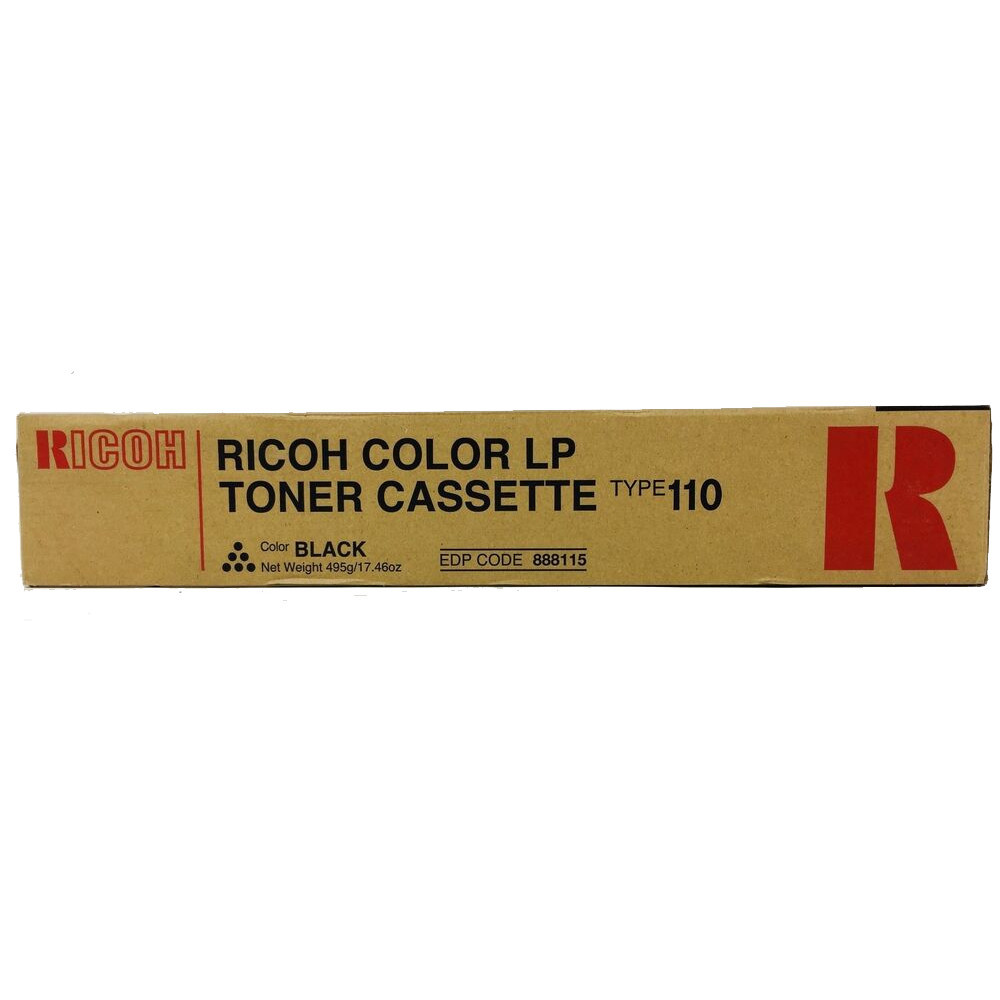 RICOH
RICOH COLOR LP
TONER CASSETTE TYPE 110
Color BLACK
Net Weight 495g/17.46oz
EDP CODE 888115
R